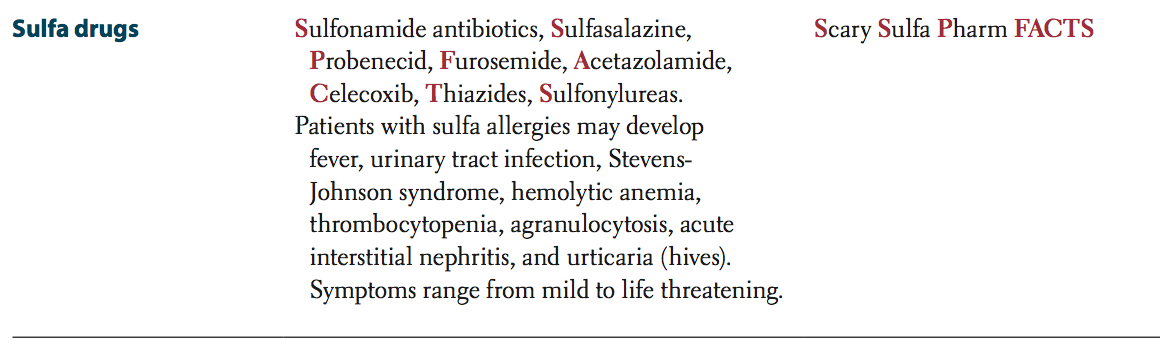 Sulfa drugs
Sulfonamide antibiotics, Sulfasalazine,
Probenecid, Furosemide, Acetazolamide,
Celecoxib, Thiazides, Sulfonylureas.
Patients with sulfa allergies may develop
fever, urinary tract infection, Stevens-
Johnson syndrome, hemolytic anemia,
thrombocytopenia, agranulocytosis, acute
interstitial nephritis, and urticaria (hives).
Symptoms range from mild to life threatening.
Scary Sulfa Pharm FACTS